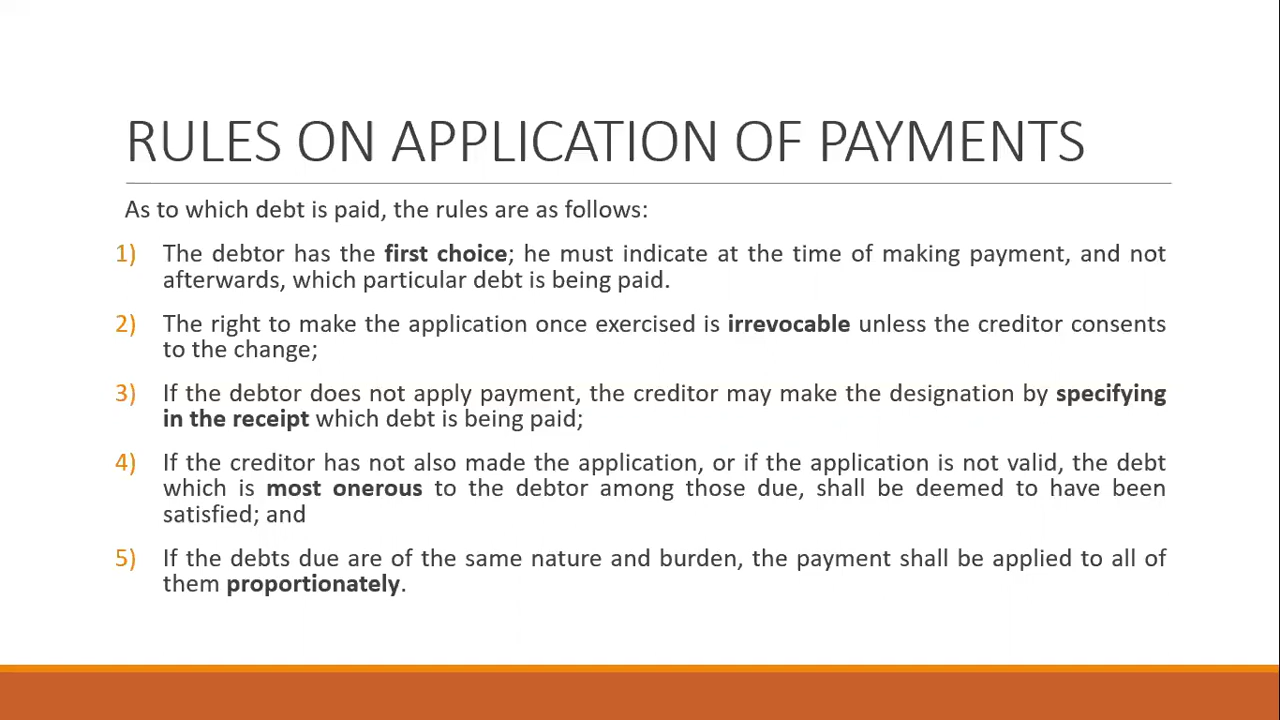 RULES ON APPLICATION OF PAYMENTS
As to which debt is paid, the rules are as follows:
1) The debtor has the first choice; he must indicate at the time of making payment, and not
afterwards, which particular debt is being paid.
2) The right to make the application once exercised is irrevocable unless the creditor consents
to the change;
3) If the debtor does not apply payment, the creditor may make the designation by specifying
in the receipt which debt is being paid;
4) If the creditor has not also made the application, or if the application is not valid, the debt
which is most onerous to the debtor among those due, shall be deemed to have been
satisfied; and
5) If the debts due are of the same nature and burden, the payment shall be applied to all of
them proportionately.